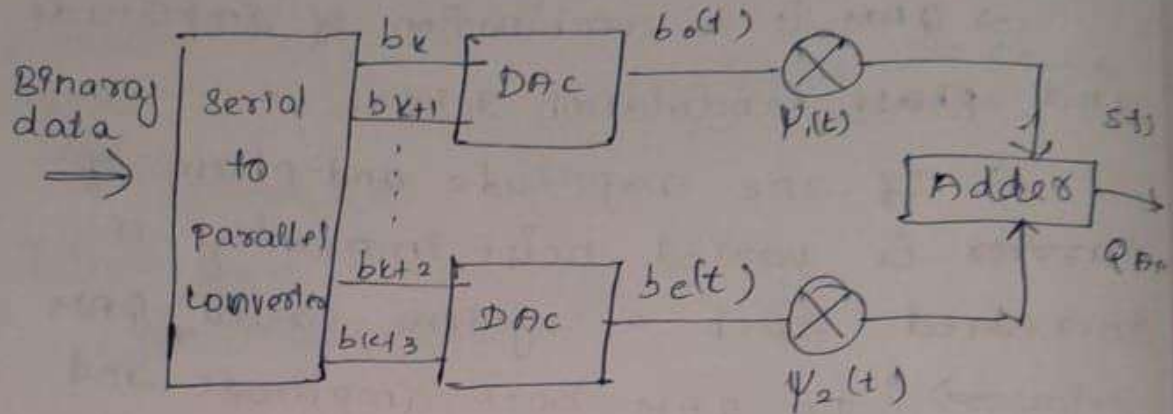 Binary
data
Serial
to
Parallel
converter
bk
bk+1
bk+2
bk+3
DAC
b₀(t)
ψ₁(t)
DAC
be(t)
ψ₂(t)
Adder